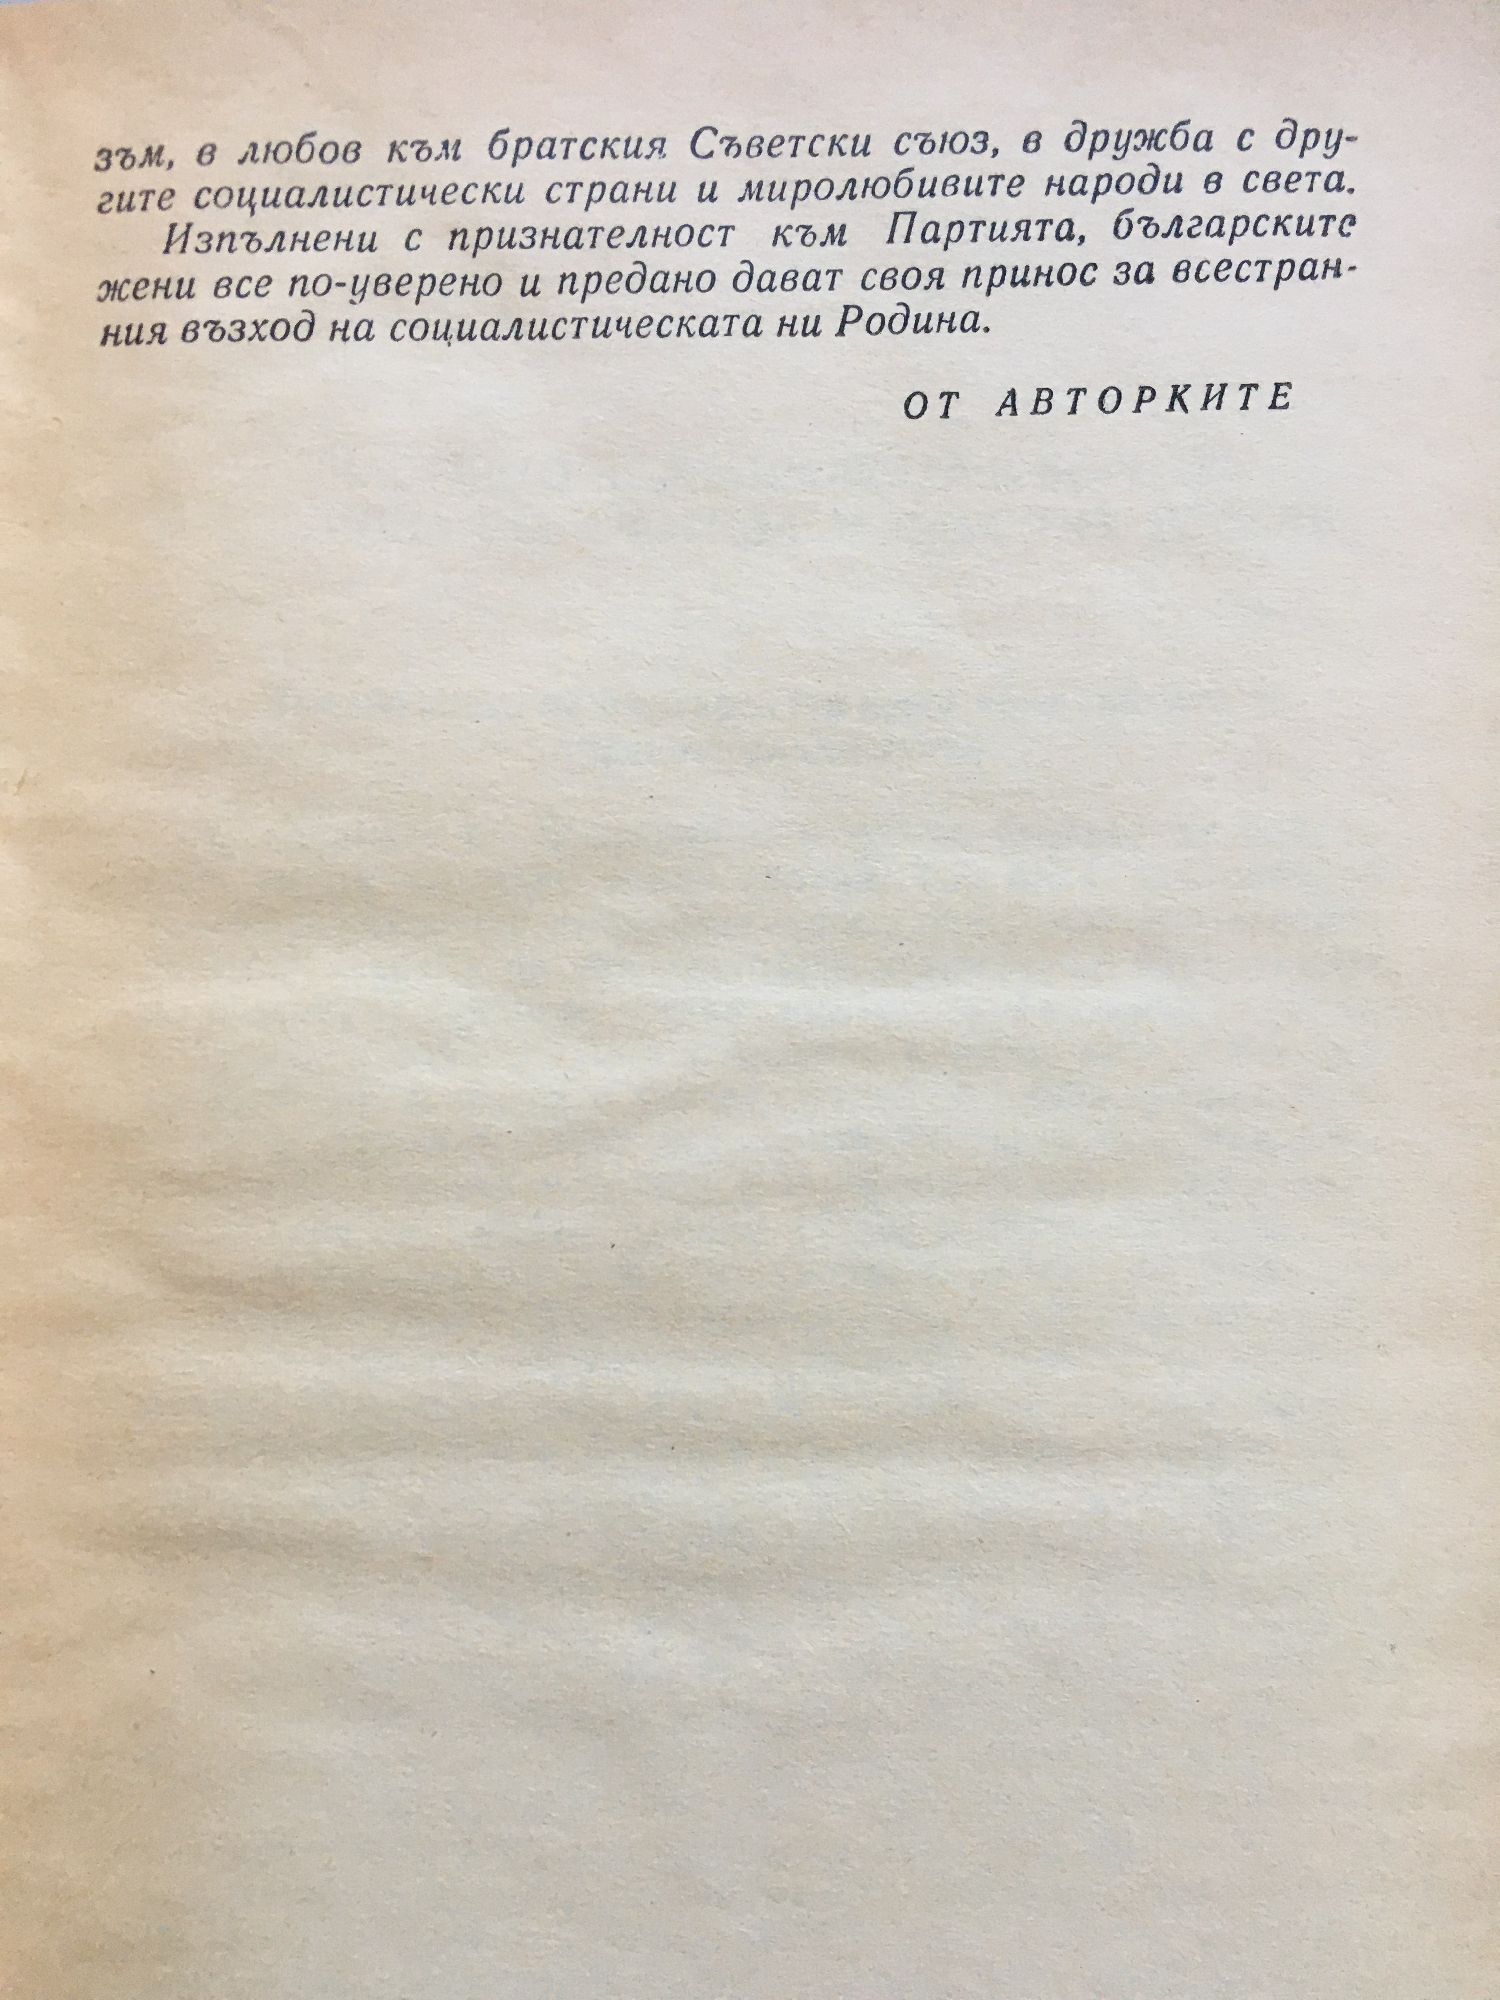 зъм, в любов към братския Съветски съюз, в дружба с дру-
гите социалистически страни и миролюбивите народи в света.
Изпълнени с признателност към Партията, българските
жени все по-уверено и предано дават своя принос за всестран-
ния възход на социалистическата ни Родина.
ОТ АВТОРКИТЕ